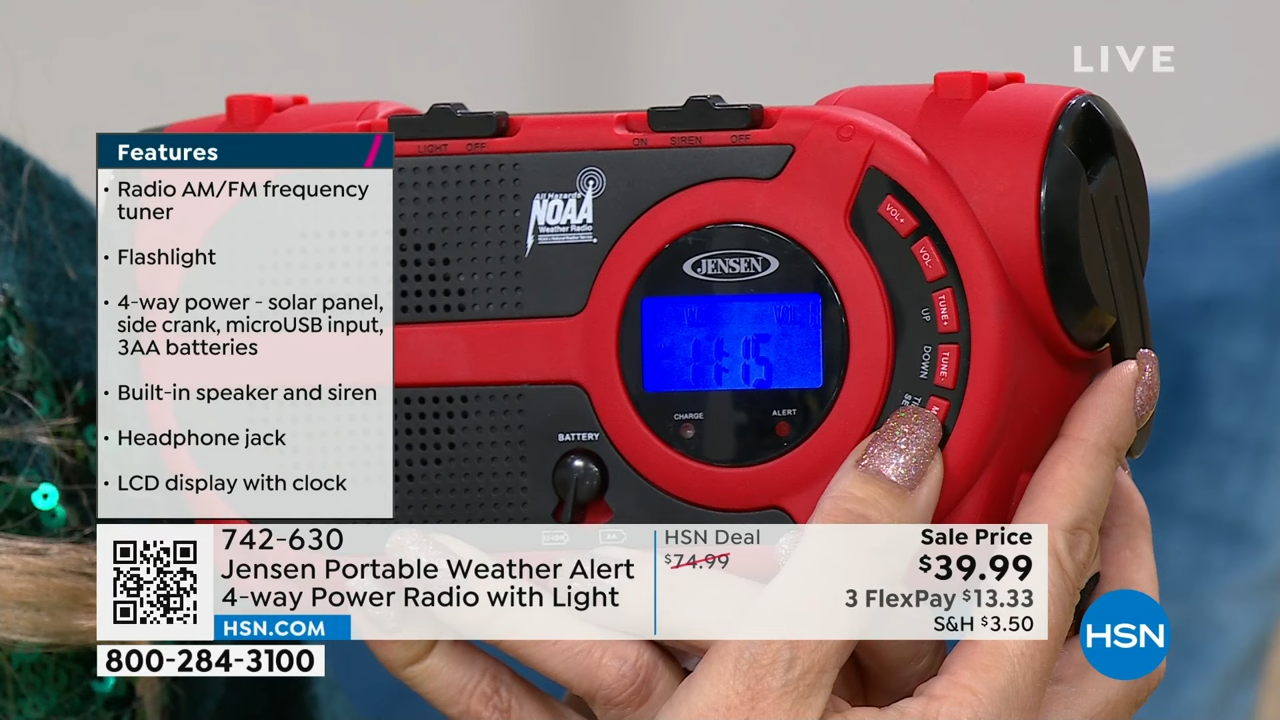 LIVE
LIGHT OFF
ON SIREN OFF
Features
• Radio AM/FM frequency
tuner
• Flashlight
• 4-way power - solar panel,
side crank, microUSB input,
3AA batteries
• Built-in speaker and siren
• Headphone jack
• LCD display with clock
All Hazards
NOAA
Weather Radio
JENSEN
VOL+
VOL-
TUNE+
UP
TUNE-
DOWN
CHARGE
ALERT
BATTERY
742-630
Jensen Portable Weather Alert
4-way Power Radio with Light
HSN.COM
800-284-3100
HSN Deal
$74.99
Sale Price
$39.99
3 FlexPay $13.33
S&H $3.50
HSN